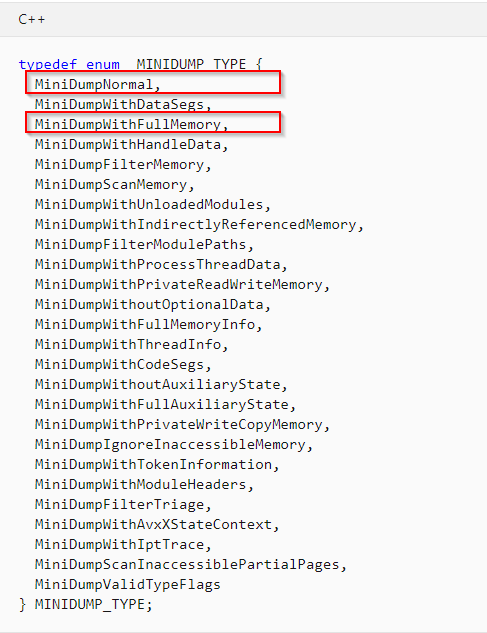 C++
typedef enum _MINIDUMP_TYPE {
MiniDumpNormal,
MiniDumpWithDataSegs,
MiniDumpWithFullMemory,
MiniDumpWithHandleData,
MiniDumpFilterMemory,
MiniDumpScanMemory,
MiniDumpWithUnloadedModules,
MiniDumpWithIndirectlyReferencedMemory,
MiniDumpFilterModulePaths,
MiniDumpWithProcessThreadData,
MiniDumpWithPrivateReadWriteMemory,
MiniDumpWithoutOptionalData,
MiniDumpWithFullMemoryInfo,
MiniDumpWithThreadInfo,
MiniDumpWithCodeSegs,
MiniDumpWithoutAuxiliaryState,
MiniDumpWithFullAuxiliaryState,
MiniDumpWithPrivateWriteCopyMemory,
MiniDumpIgnoreInaccessibleMemory,
MiniDumpWithTokenInformation,
MiniDumpWithModuleHeaders,
MiniDumpFilterTriage,
MiniDumpWithAvxXStateContext,
MiniDumpWithIptTrace,
MiniDumpScanInaccessiblePartialPages,
MiniDumpValidTypeFlags
} MINIDUMP_TYPE;